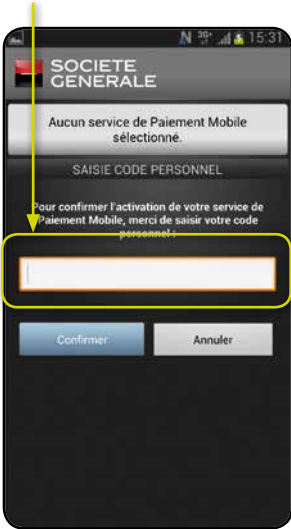 N 3G+ 15:31
SOCIETE
GENERALE
Aucun service de Paiement Mobile
sélectionné.
SAISIE CODE PERSONNEL
Pour confirmer l'activation de votre service de
Paiement Mobile, merci de saisir votre code
personnel :
Confirmer Annuler